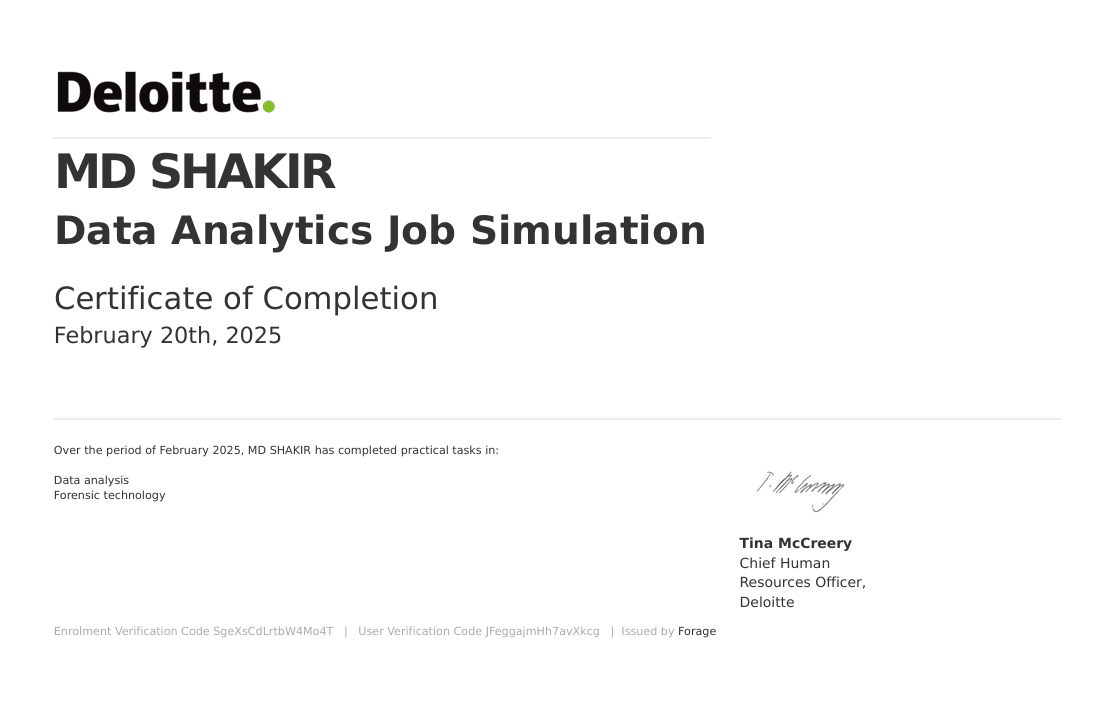 Deloitte.
MD SHAKIR
Data Analytics Job Simulation
Certificate of Completion
February 20th, 2025
Over the period of February 2025, MD SHAKIR has completed practical tasks in:
Data analysis
Forensic technology
T. McCreery
Tina McCreery
Chief Human
Resources Officer,
Deloitte
Enrolment Verification Code SgeXsCdLrtbW4Mo4T | User Verification Code JFeggajmHh7avXkcg | Issued by Forage